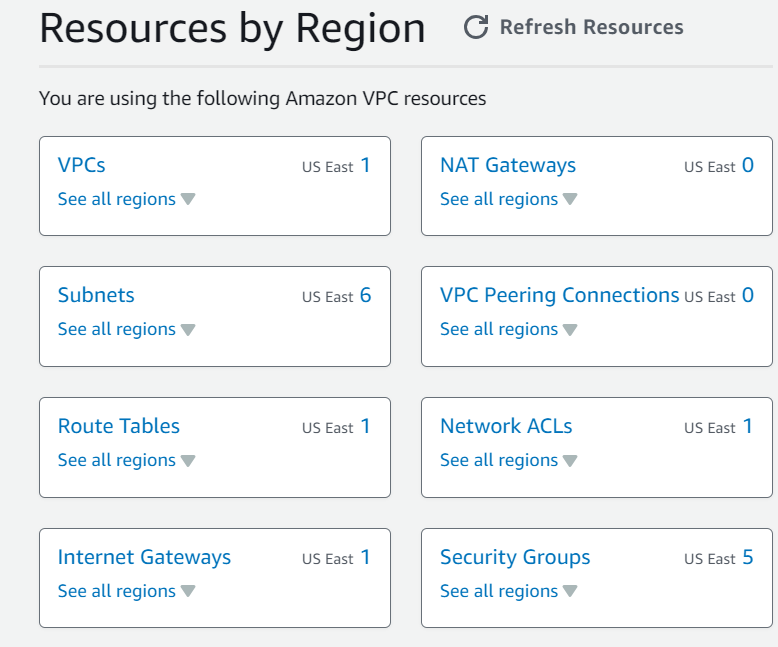 Resources by Region Refresh Resources
You are using the following Amazon VPC resources
VPCs US East 1
See all regions
NAT Gateways US East 0
See all regions
Subnets US East 6
See all regions
VPC Peering Connections US East 0
See all regions
Route Tables US East 1
See all regions
Network ACLs US East 1
See all regions
Internet Gateways US East 1
See all regions
Security Groups US East 5
See all regions